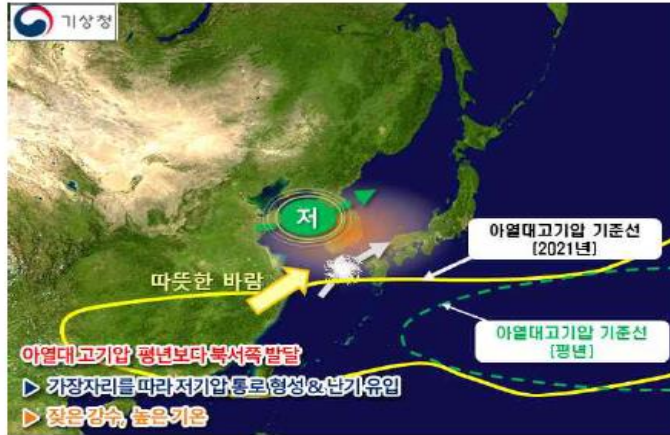 기상청
저
아열대고기압 기준선
[2021년]
따뜻한 바람
아열대고기압 기준선
[평년]
아열대 고기압 평년보다 북서쪽 발달
▶ 가장자리를 따라 저기압 통로 형성 & 난기 유입
▶ 잦은 강수, 높은 기온